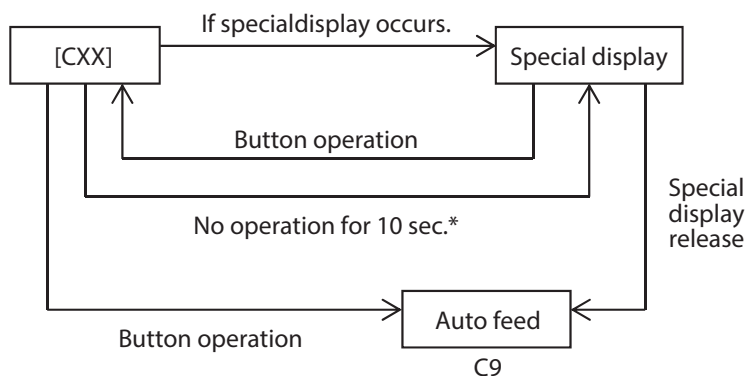 If specialdisplay occurs.
[CXX]
Special display
Button operation
No operation for 10 sec.*
Special
display
release
Auto feed
Button operation
C9